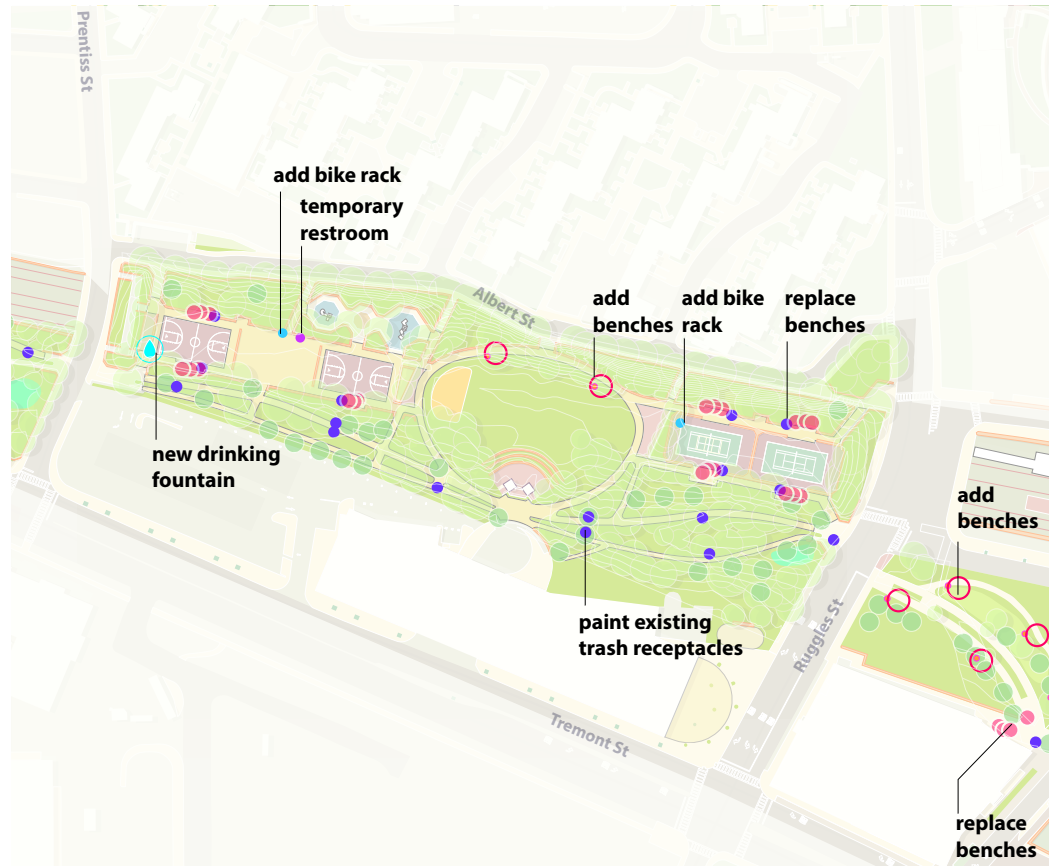 Prentiss St
add bike rack
temporary
restroom
Albert St
add
benches
add bike
rack
replace
benches
new drinking
fountain
add
benches
paint existing
trash receptacles
Ruggles St
Tremont St
replace
benches